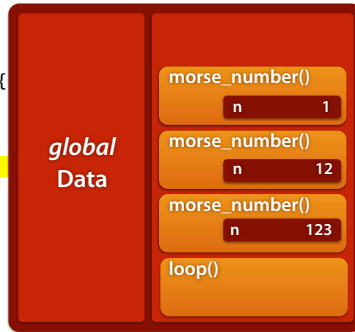 {
global
Data
morse_number()
n 1
morse_number()
n 12
morse_number()
n 123
loop()